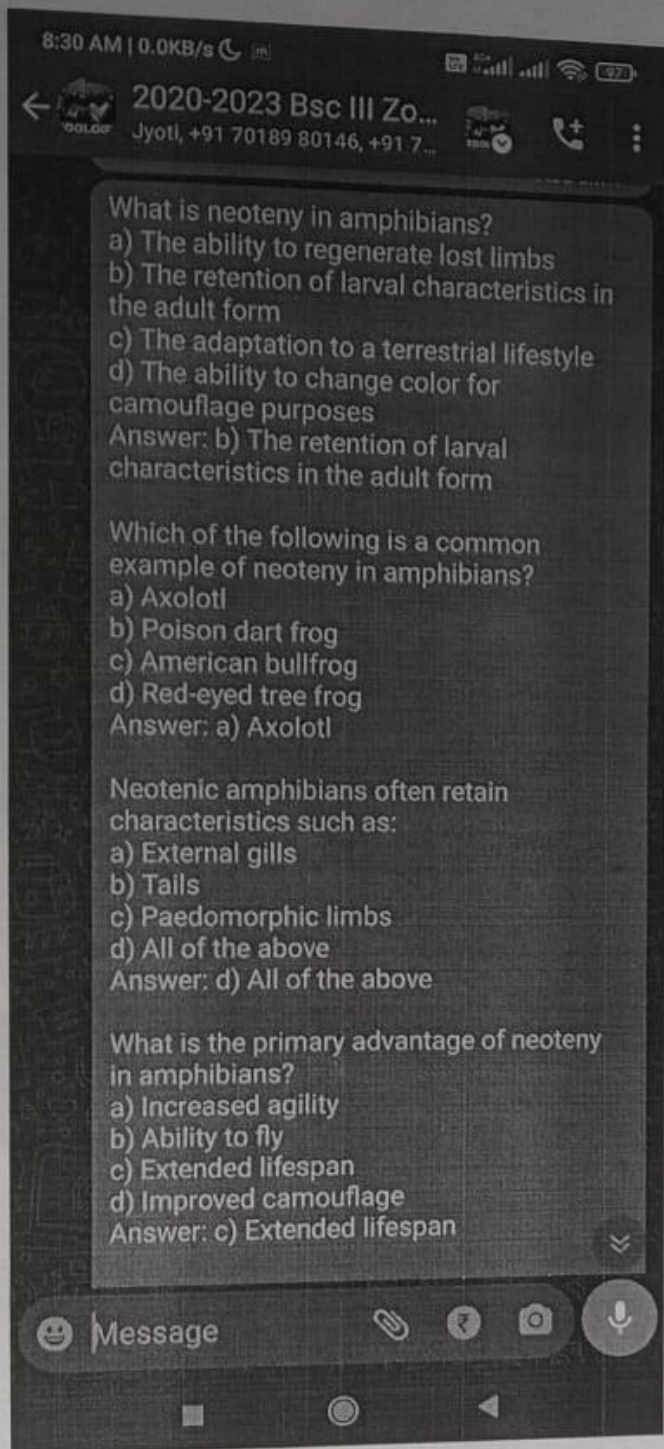 8:30 AM | 0.0KB/s
97
2020-2023 Bsc III Zo...
Jyoti, +91 70189 80146, +91 7...
What is neoteny in amphibians?
a) The ability to regenerate lost limbs
b) The retention of larval characteristics in
the adult form
c) The adaptation to a terrestrial lifestyle
d) The ability to change color for
camouflage purposes
Answer: b) The retention of larval
characteristics in the adult form
Which of the following is a common
example of neoteny in amphibians?
a) Axolotl
b) Poison dart frog
c) American bullfrog
d) Red-eyed tree frog
Answer: a) Axolotl
Neotenic amphibians often retain
characteristics such as:
a) External gills
b) Tails
c) Paedomorphic limbs
d) All of the above
Answer: d) All of the above
What is the primary advantage of neoteny
in amphibians?
a) Increased agility
b) Ability to fly
c) Extended lifespan
d) Improved camouflage
Answer: c) Extended lifespan
Message